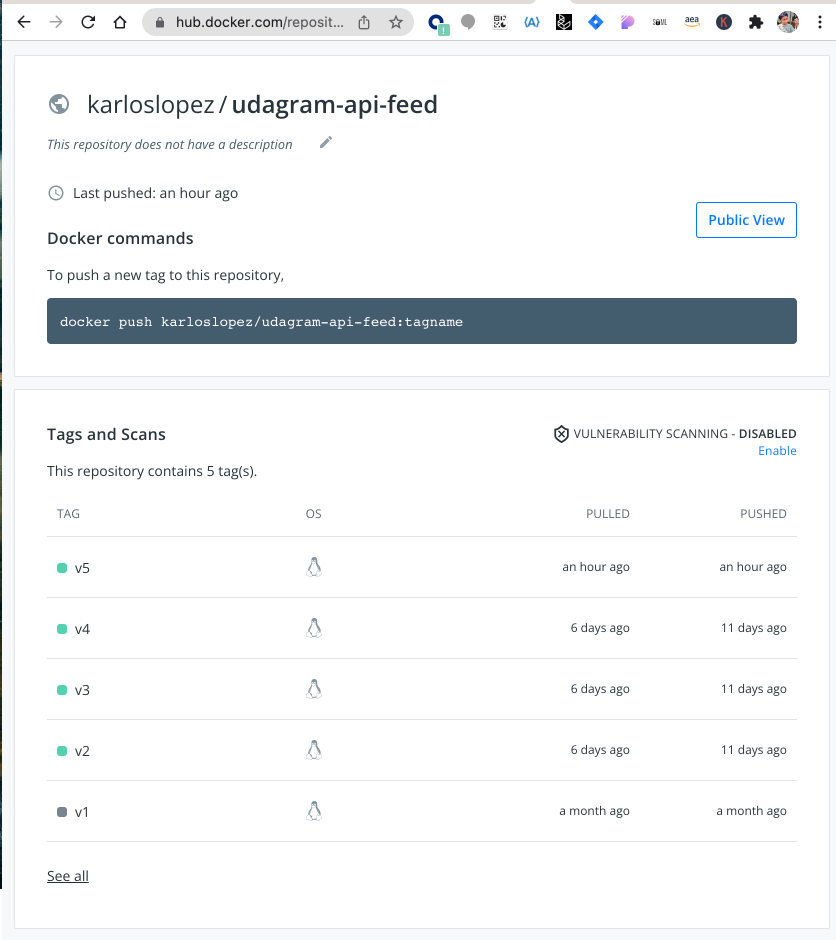 hub.docker.com/reposit...
(A)
aea
K
karloslopez / udagram-api-feed
This repository does not have a description
Last pushed: an hour ago
Public View
Docker commands
To push a new tag to this repository,
docker push karloslopez/udagram-api-feed:tagname
Tags and Scans
VULNERABILITY SCANNING - DISABLED
Enable
This repository contains 5 tag(s).
TAG OS PULLED PUSHED
v5 an hour ago an hour ago
v4 6 days ago 11 days ago
v3 6 days ago 11 days ago
v2 6 days ago 11 days ago
v1 a month ago a month ago
See all